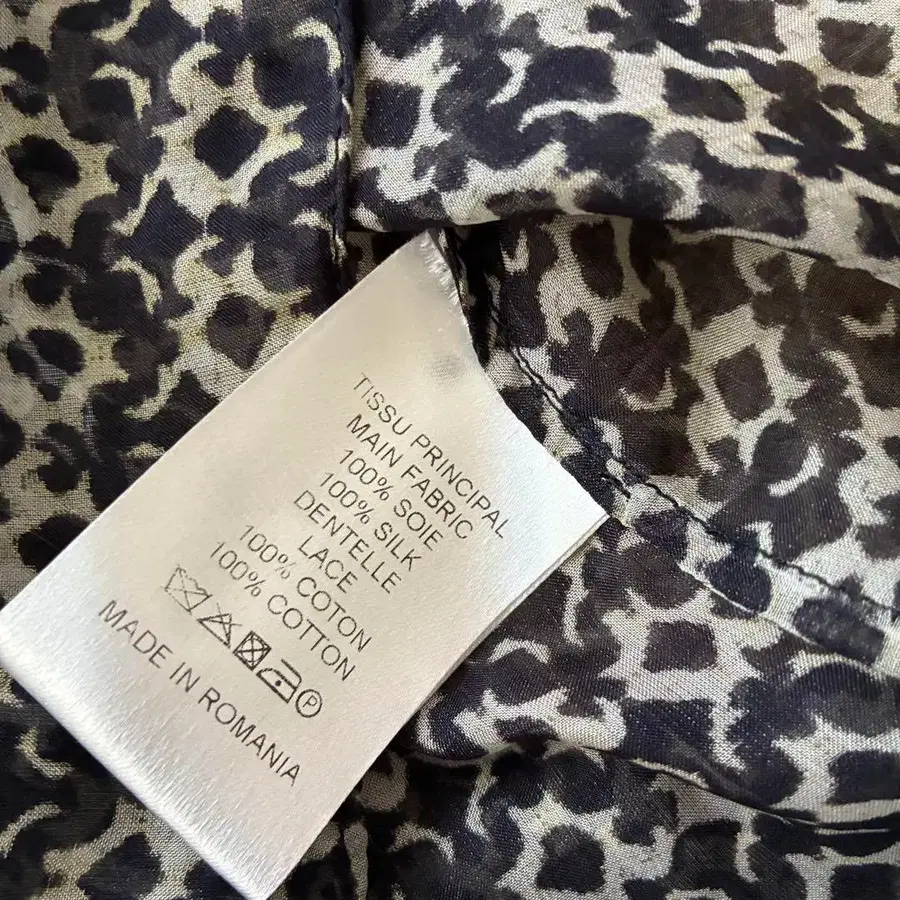 TISSU PRINCIPAL
MAIN FABRIC
100% SOIE
100% SILK
DENTELLE
LACE
100% COTON
100% COTTON
P
MADE IN ROMANIA